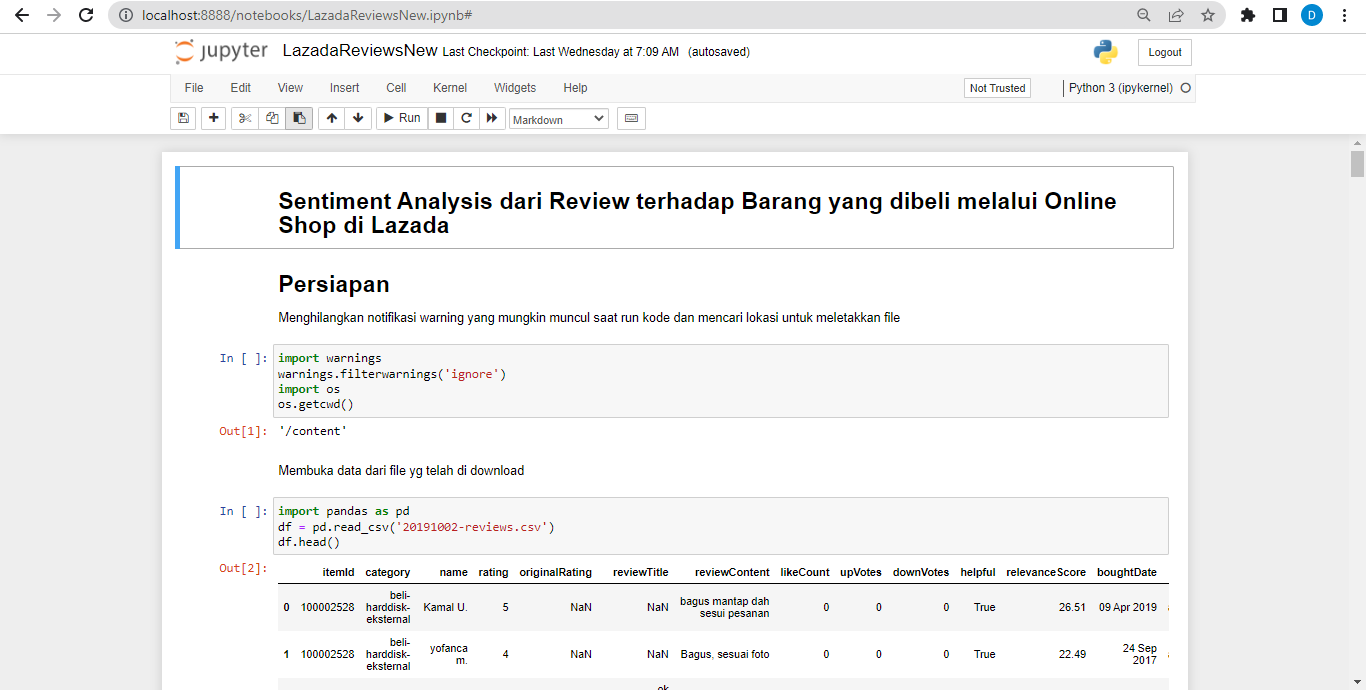 localhost:8888/notebooks/LazadaReviewsNew.ipynb#
D
jupyter LazadaReviewsNew Last Checkpoint: Last Wednesday at 7:09 AM (autosaved)
Logout
File Edit View Insert Cell Kernel Widgets Help
Not Trusted
Python 3 (ipykernel)
Run
Markdown
Sentiment Analysis dari Review terhadap Barang yang dibeli melalui Online
Shop di Lazada
Persiapan
Menghilangkan notifikasi warning yang mungkin muncul saat run kode dan mencari lokasi untuk meletakkan file
In [ ]: import warnings
warnings.filterwarnings('ignore')
import os
os.getcwd()
Out[1]: '/content'
Membuka data dari file yg telah di download
In [ ]: import pandas as pd
df = pd.read_csv('20191002-reviews.csv')
df.head()
Out[2]:
itemId category name rating originalRating reviewTitle reviewContent likeCount upVotes downVotes helpful relevanceScore boughtDate
0 100002528 beli-harddisk-eksternal Kamal U. 5 NaN NaN bagus mantap dah sesui pesanan 0 0 0 True 26.51 09 Apr 2019
1 100002528 beli-harddisk-eksternal yofanca m. 4 NaN NaN Bagus, sesuai foto 0 0 0 True 22.49 24 Sep 2017